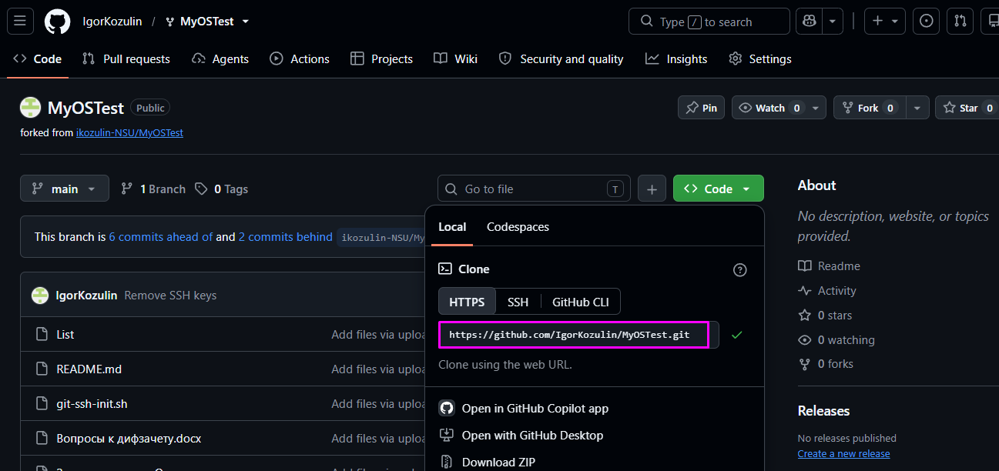 IgorKozulin / MyOSTest
Type / to search
Code Pull requests Agents Actions Projects Wiki Security and quality Insights Settings
MyOSTest Public
Pin Watch 0 Fork 0 Star 0
forked from ikozulin-NSU/MyOSTest
main 1 Branch 0 Tags
Go to file T
Code
This branch is 6 commits ahead of and 2 commits behind ikozulin-NSU/My
IgorKozulin Remove SSH keys
List Add files via uploa
README.md Add files via uploa
git-ssh-init.sh Add files via uploa
Вопросы к дифзачету.docx Add files via uploa
Local Codespaces
Clone
HTTPS SSH GitHub CLI
https://github.com/IgorKozulin/MyOSTest.git
Clone using the web URL.
Open in GitHub Copilot app
Open with GitHub Desktop
Download ZIP
About
No description, website, or topics
provided.
Readme
Activity
0 stars
0 watching
0 forks
Releases
No releases published
Create a new release